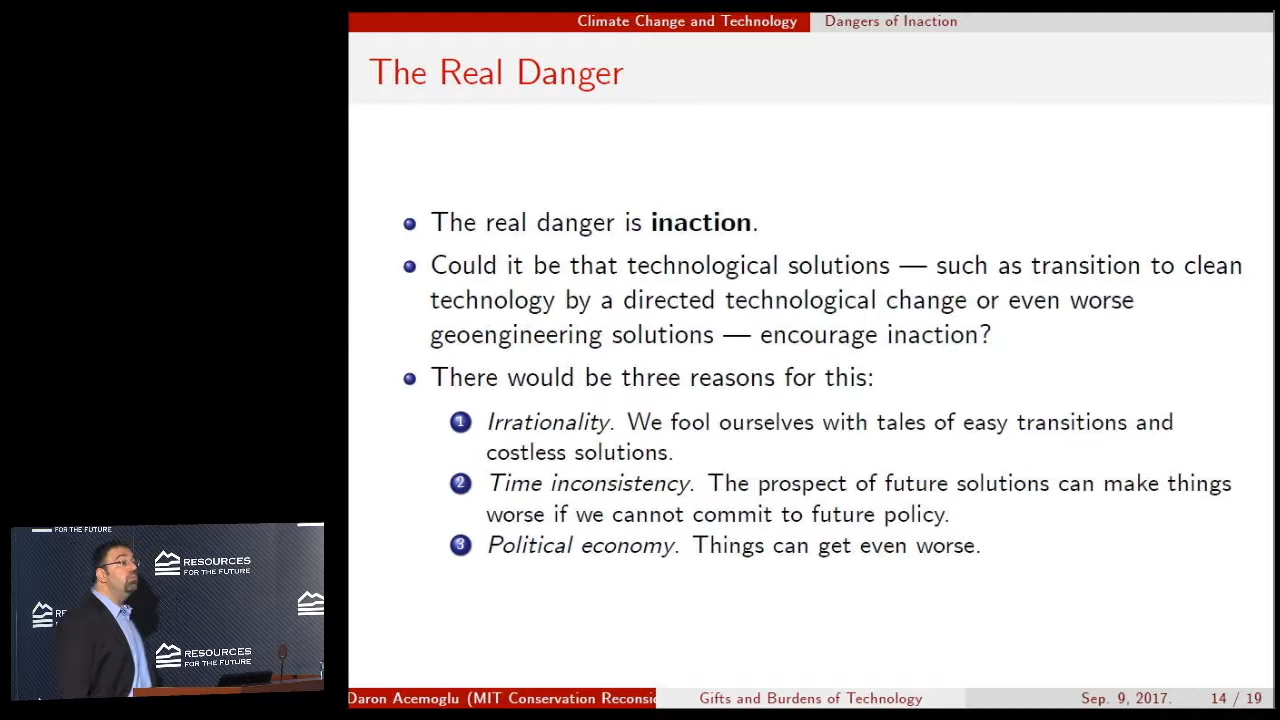 Climate Change and Technology
Dangers of Inaction
The Real Danger
The real danger is inaction.
Could it be that technological solutions — such as transition to clean
technology by a directed technological change or even worse
geoengineering solutions — encourage inaction?
There would be three reasons for this:
1 Irrationality. We fool ourselves with tales of easy transitions and
costless solutions.
2 Time inconsistency. The prospect of future solutions can make things
worse if we cannot commit to future policy.
3 Political economy. Things can get even worse.
FOR THE FUTURE
RESOURCES
FOR THE FUTURE
RESOURCES
FOR THE FUTURE
Daron Acemoglu (MIT Conservation Reconsi
Gifts and Burdens of Technology
Sep. 9, 2017.
14 / 19